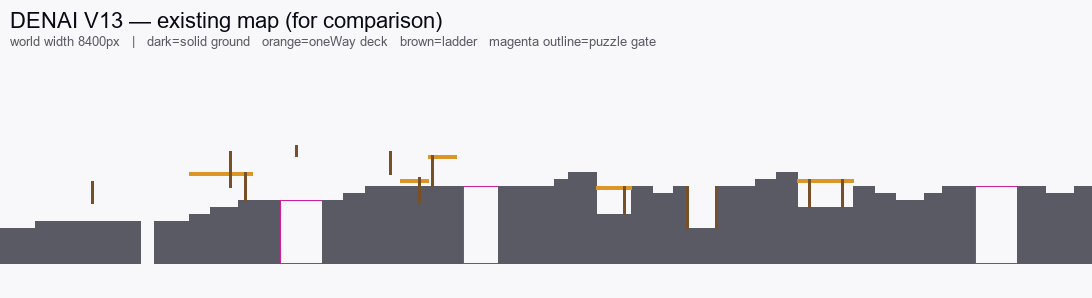 DENAI V13 — existing map (for comparison)
world width 8400px | dark=solid ground orange=oneWay deck brown=ladder magenta outline=puzzle gate